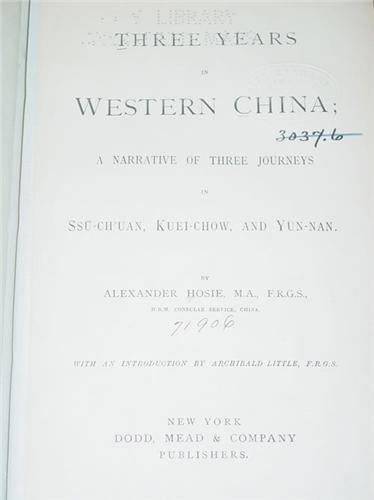 LIBRARY
THREE YEARS
IN
WESTERN CHINA;
3037.6
A NARRATIVE OF THREE JOURNEYS
IN
SSŬ-CH'UAN, KUEI-CHOW, AND YÜN-NAN.
BY
ALEXANDER HOSIE, M.A., F.R.G.S.,
H.B.M. CONSULAR SERVICE, CHINA.
71906
WITH AN INTRODUCTION BY ARCHIBALD LITTLE, F.R.G.S.
NEW YORK
DODD, MEAD & COMPANY
PUBLISHERS.